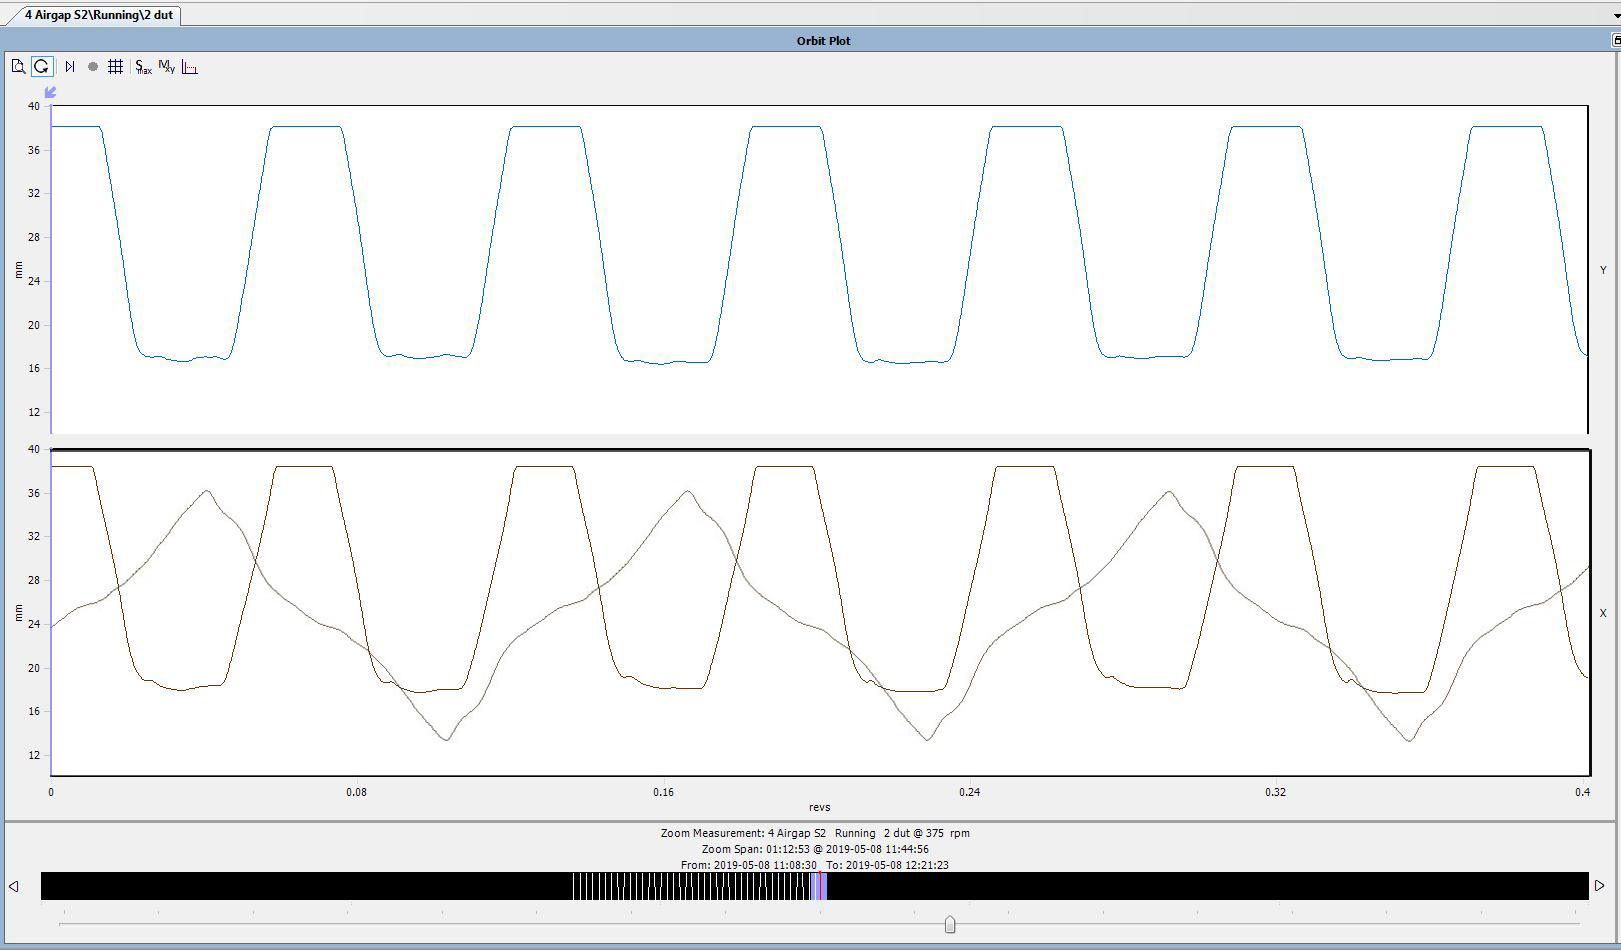 4 Airgap S2\Running\2 dut
Orbit Plot
Smax Mxy
40
36
32
28
24
20
16
12
mm
Y
40
36
32
28
24
20
16
12
mm
X
0 0.08 0.16 0.24 0.32 0.4
revs
Zoom Measurement: 4 Airgap S2 Running 2 dut @ 375 rpm
Zoom Span: 01:12:53 @ 2019-05-08 11:44:56
From: 2019-05-08 11:08:30 To: 2019-05-08 12:21:23